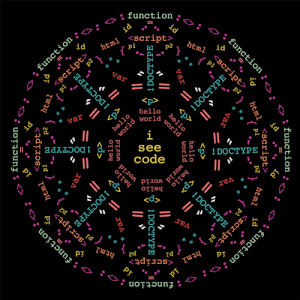 function
function
function
function
function
function
function
function
id
id
id
id
id
id
id
id
<script>
<script>
<script>
<script>
<script>
<script>
<script>
<script>
html
html
html
html
html
html
html
html
p1
p2
p1
p2
p1
p2
p1
p2
!DOCTYPE
!DOCTYPE
!DOCTYPE
!DOCTYPE
!DOCTYPE
!DOCTYPE
!DOCTYPE
!DOCTYPE
var
var
var
var
var
var
var
var
"="
"="
"="
"="
"="
"="
"="
"="
<p>
<p>
<p>
<p>
<p>
<p>
<p>
<p>
hello
world
hello
world
hello
world
hello
world
hello
world
hello
world
hello
world
hello
world
i
see
code